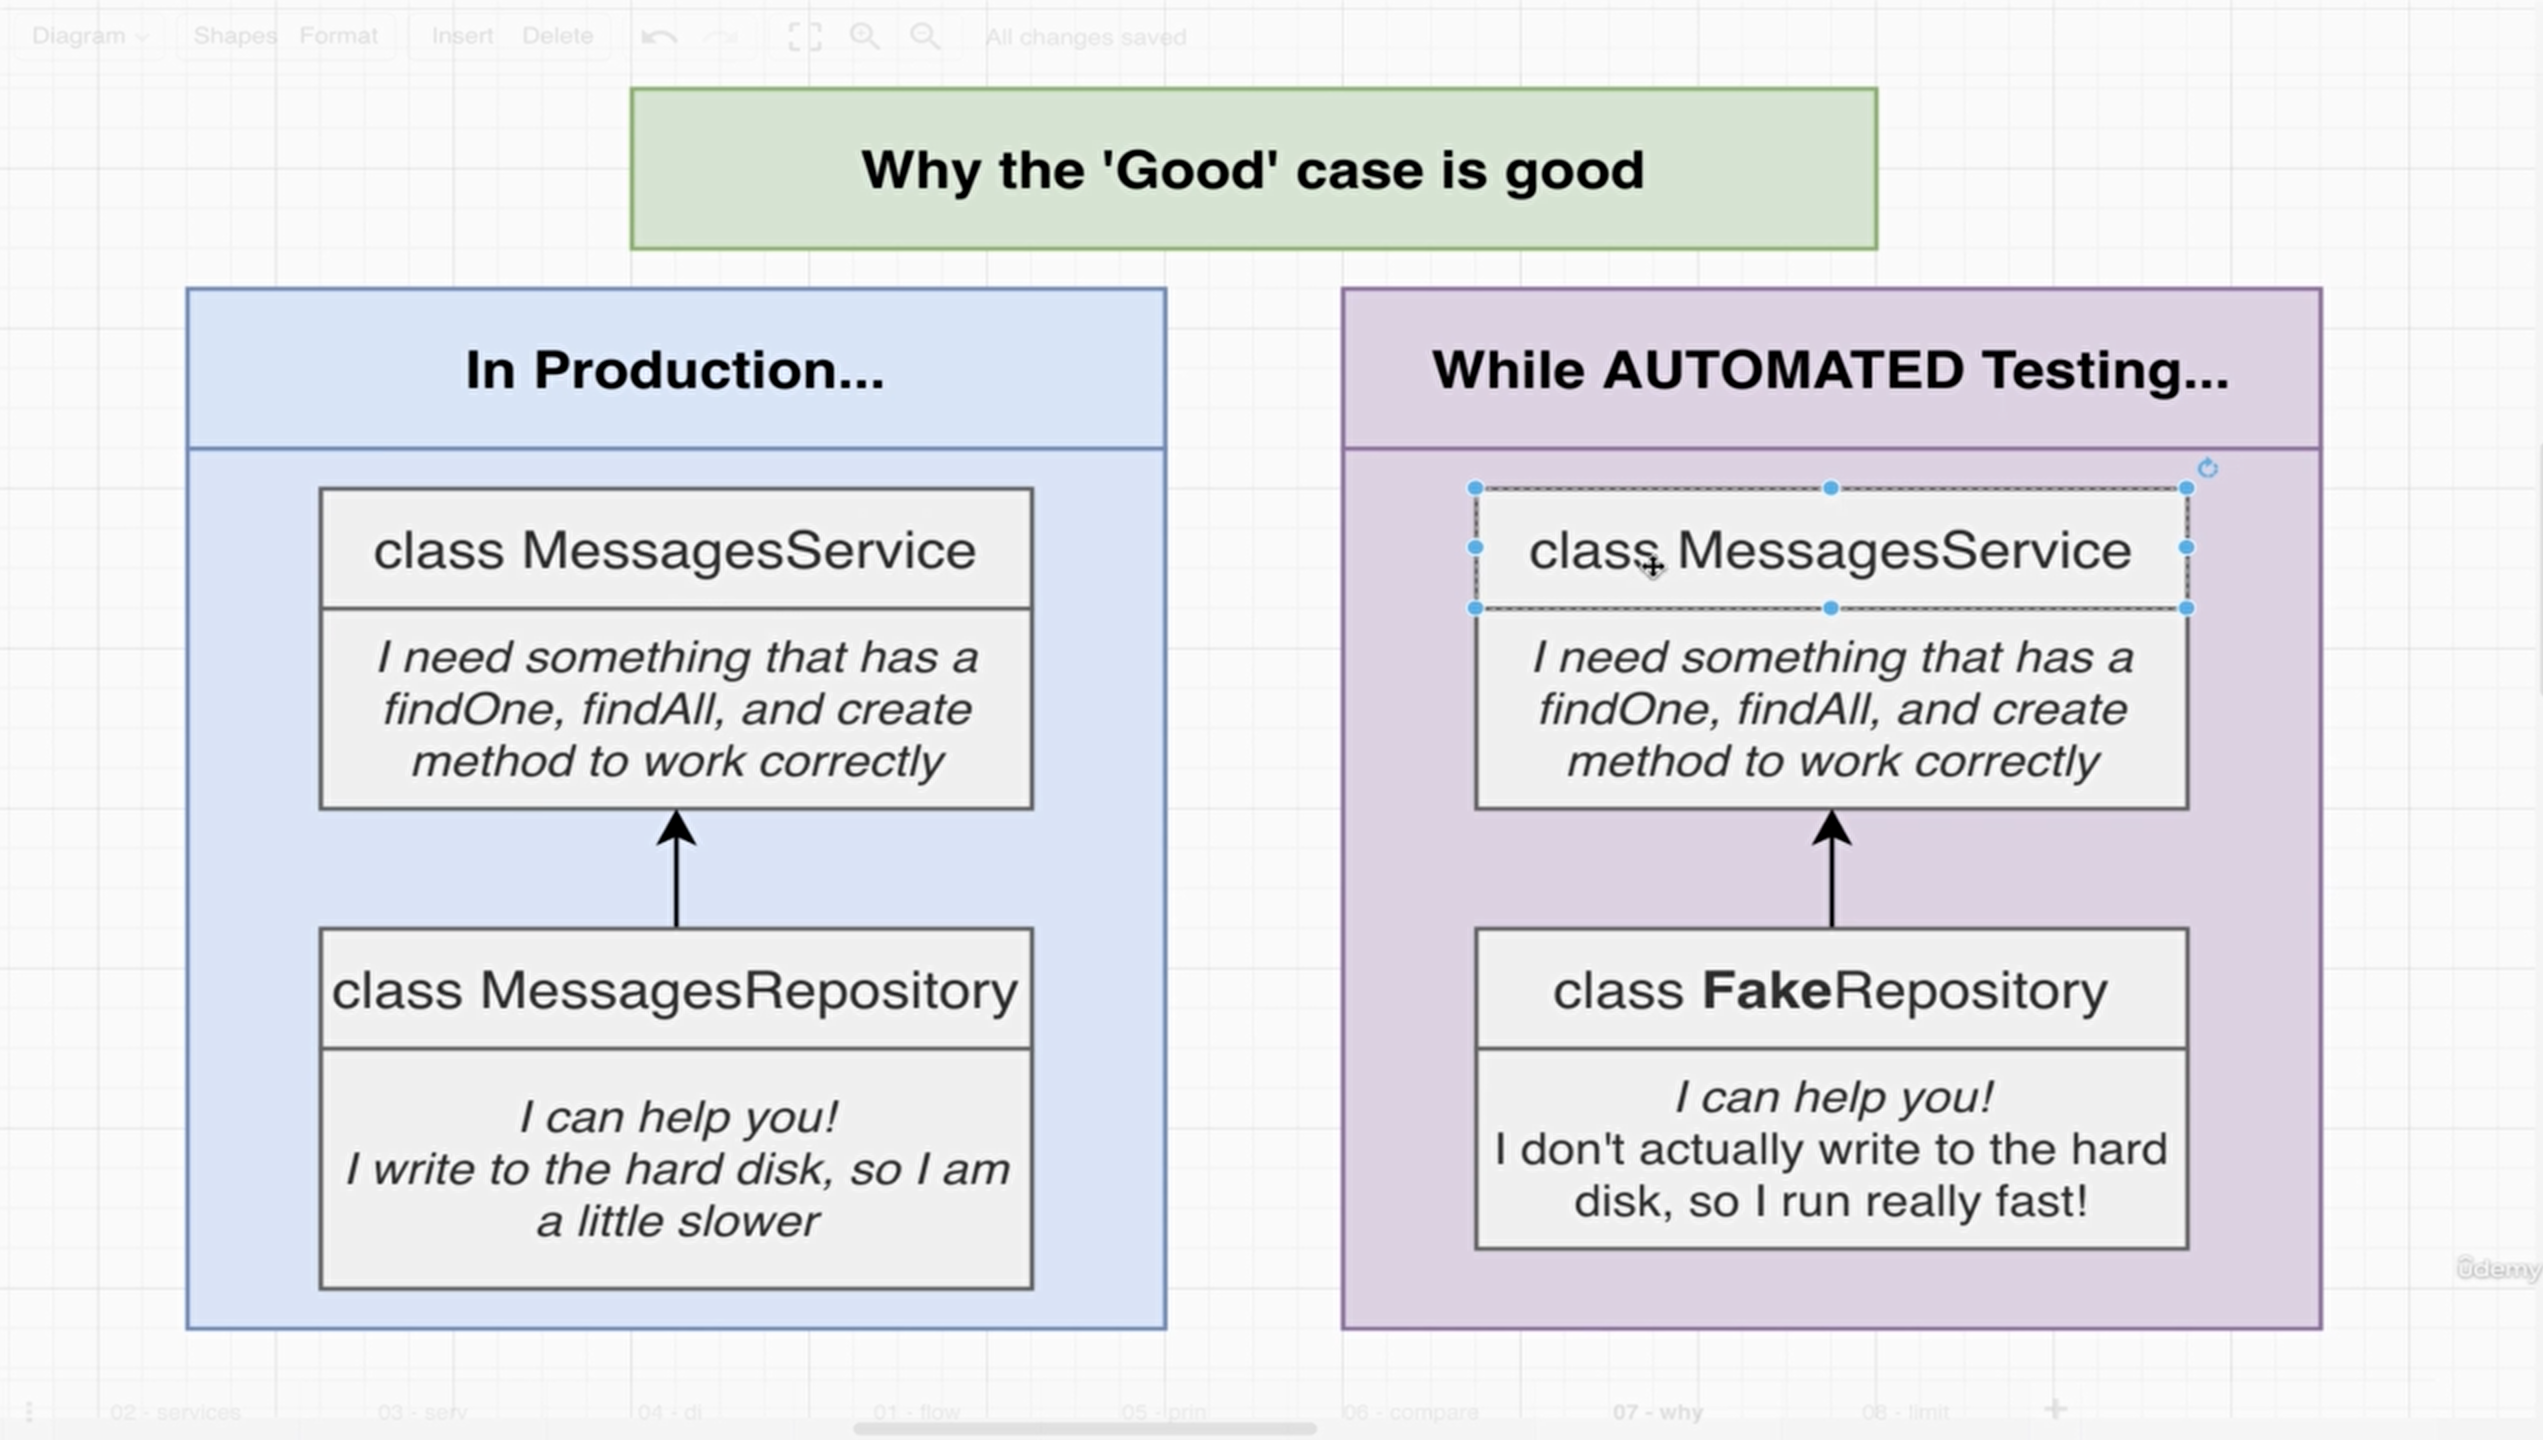 Diagram
Shapes
Format
Insert
Delete
All changes saved
Why the 'Good' case is good
In Production...
class MessagesService
I need something that has a
findOne, findAll, and create
method to work correctly
class MessagesRepository
I can help you!
I write to the hard disk, so I am
a little slower
While AUTOMATED Testing...
class MessagesService
I need something that has a
findOne, findAll, and create
method to work correctly
class FakeRepository
I can help you!
I don't actually write to the hard
disk, so I run really fast!
ûdemy
02 - services
03 - serv
04 - di
01 - flow
05 - prin
06 - compare
07 - why
08 - limit